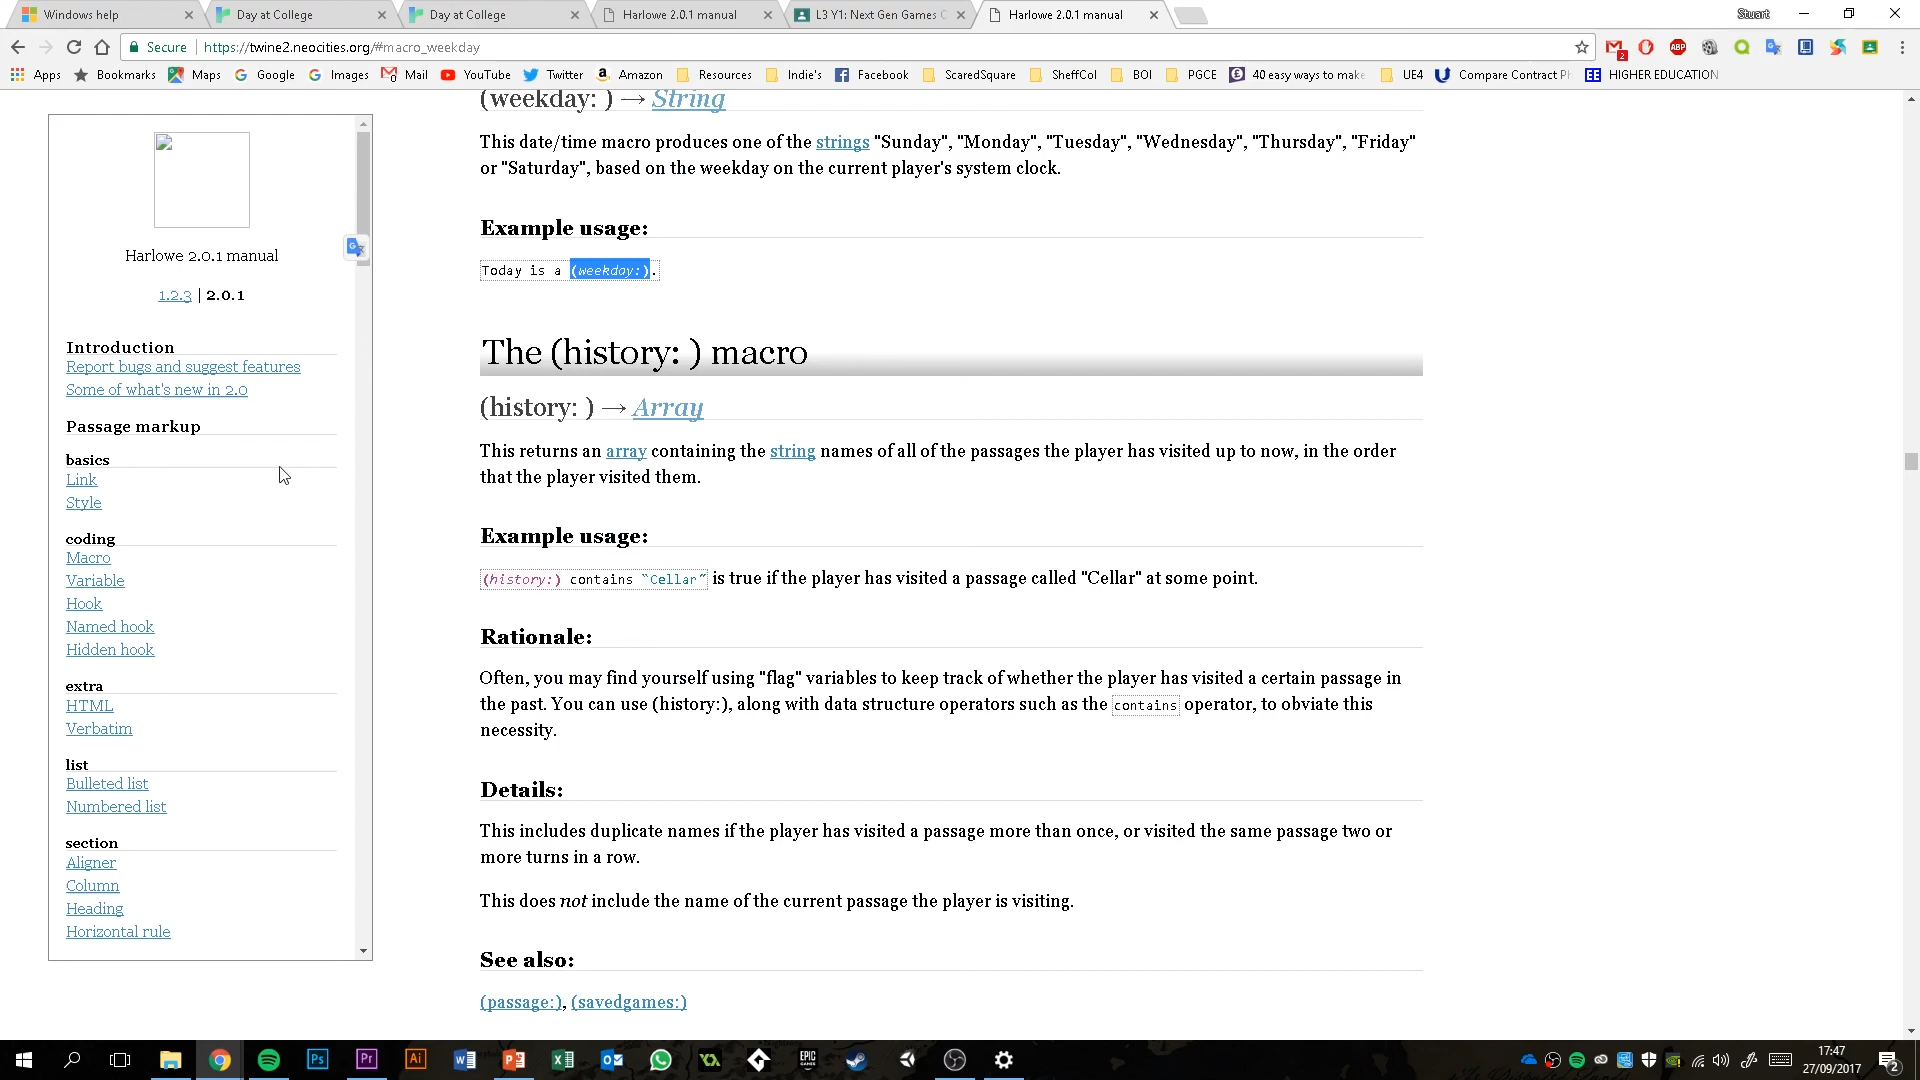 Windows help
Day at College
Day at College
Harlowe 2.0.1 manual
L3 Y1: Next Gen Games C
Harlowe 2.0.1 manual
Stuart
Secure
https://twine2.neocities.org/#macro_weekday
Apps
Bookmarks
Maps
Google
Images
Mail
YouTube
Twitter
Amazon
Resources
Indie's
Facebook
ScaredSquare
SheffCol
BOI
PGCE
40 easy ways to make
UE4
Compare Contract Ph
HIGHER EDUCATION
Harlowe 2.0.1 manual
1.2.3 | 2.0.1
Introduction
Report bugs and suggest features
Some of what's new in 2.0
Passage markup
basics
Link
Style
coding
Macro
Variable
Hook
Named hook
Hidden hook
extra
HTML
Verbatim
list
Bulleted list
Numbered list
section
Aligner
Column
Heading
Horizontal rule
(weekday: ) → String
This date/time macro produces one of the strings "Sunday", "Monday", "Tuesday", "Wednesday", "Thursday", "Friday"
or "Saturday", based on the weekday on the current player's system clock.
Example usage:
Today is a (weekday:).
The (history: ) macro
(history: ) → Array
This returns an array containing the string names of all of the passages the player has visited up to now, in the order
that the player visited them.
Example usage:
(history:) contains "Cellar" is true if the player has visited a passage called "Cellar" at some point.
Rationale:
Often, you may find yourself using "flag" variables to keep track of whether the player has visited a certain passage in
the past. You can use (history:), along with data structure operators such as the contains operator, to obviate this
necessity.
Details:
This includes duplicate names if the player has visited a passage more than once, or visited the same passage two or
more turns in a row.
This does not include the name of the current passage the player is visiting.
See also:
(passage:), (savedgames:)
17:47
27/09/2017